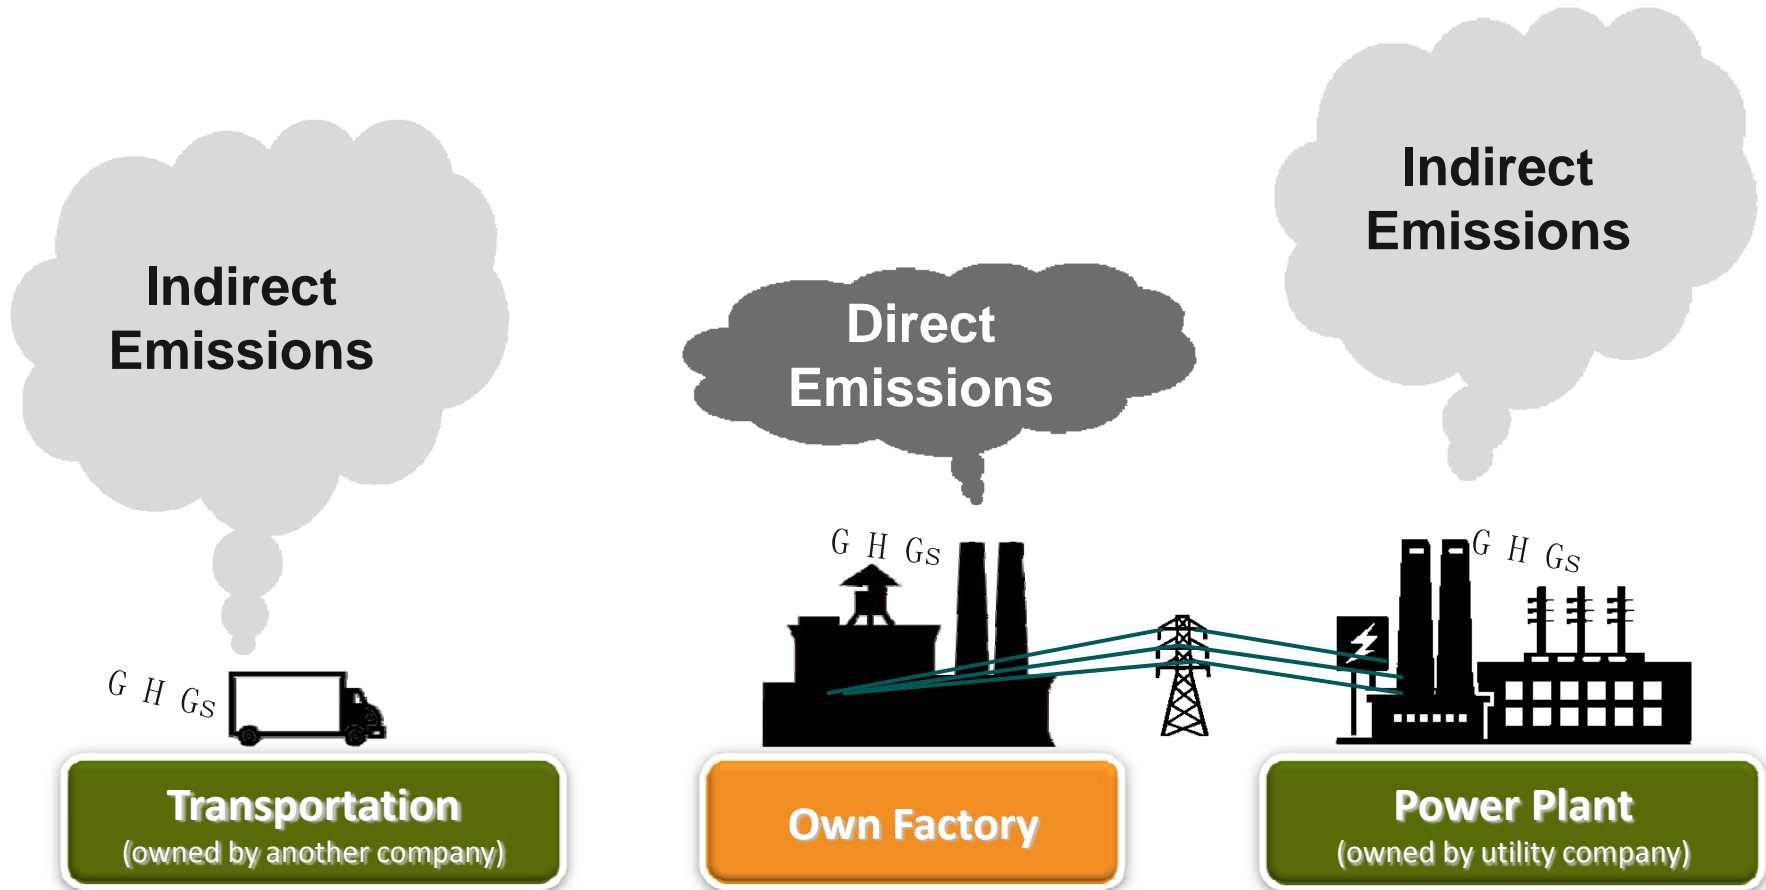 Indirect
Emissions
G H Gs
Transportation
(owned by another company)
Direct
Emissions
G H Gs
Own Factory
Indirect
Emissions
G H Gs
Power Plant
(owned by utility company)